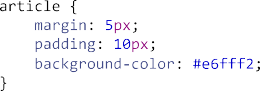 article {
    margin: 5px;
    padding: 10px;
    background-color: #e6fff2;
}